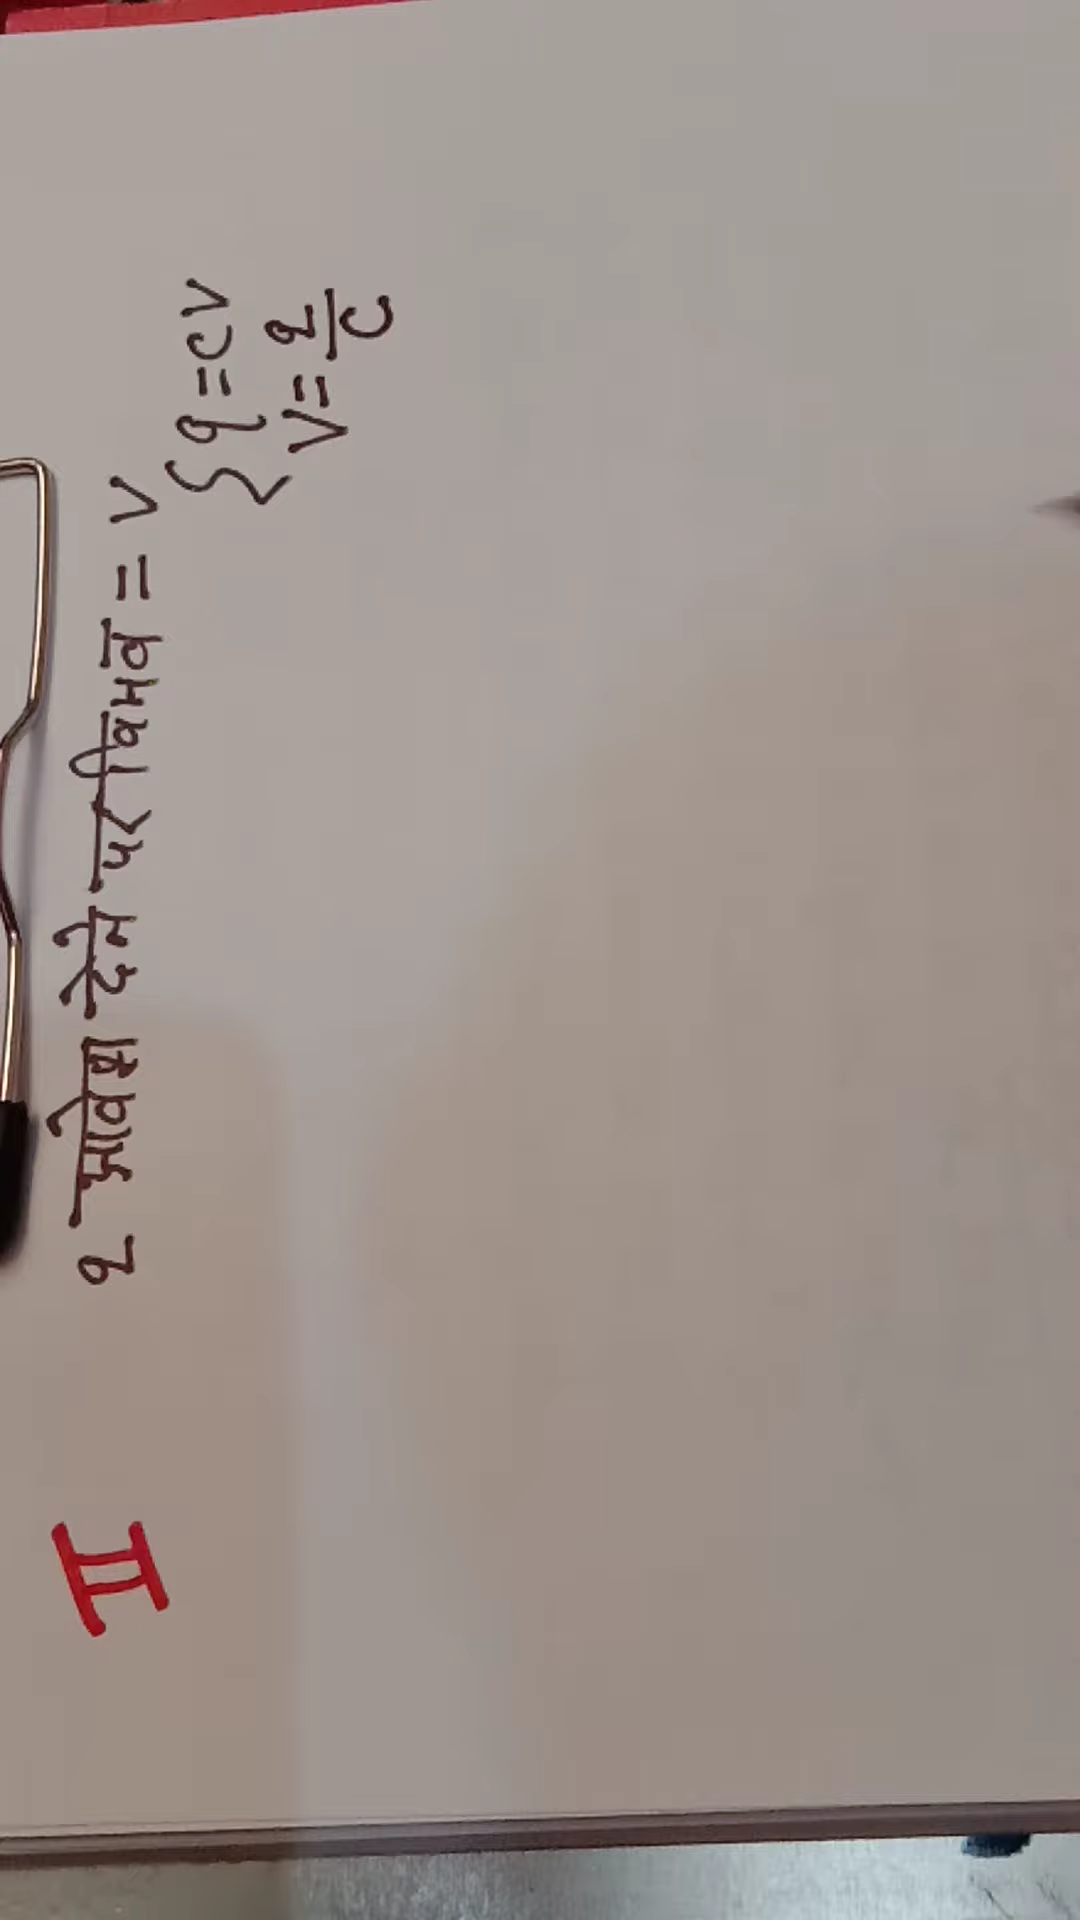 II
q आवेश देने पर विभव = V
{ q = CV
V = q/C